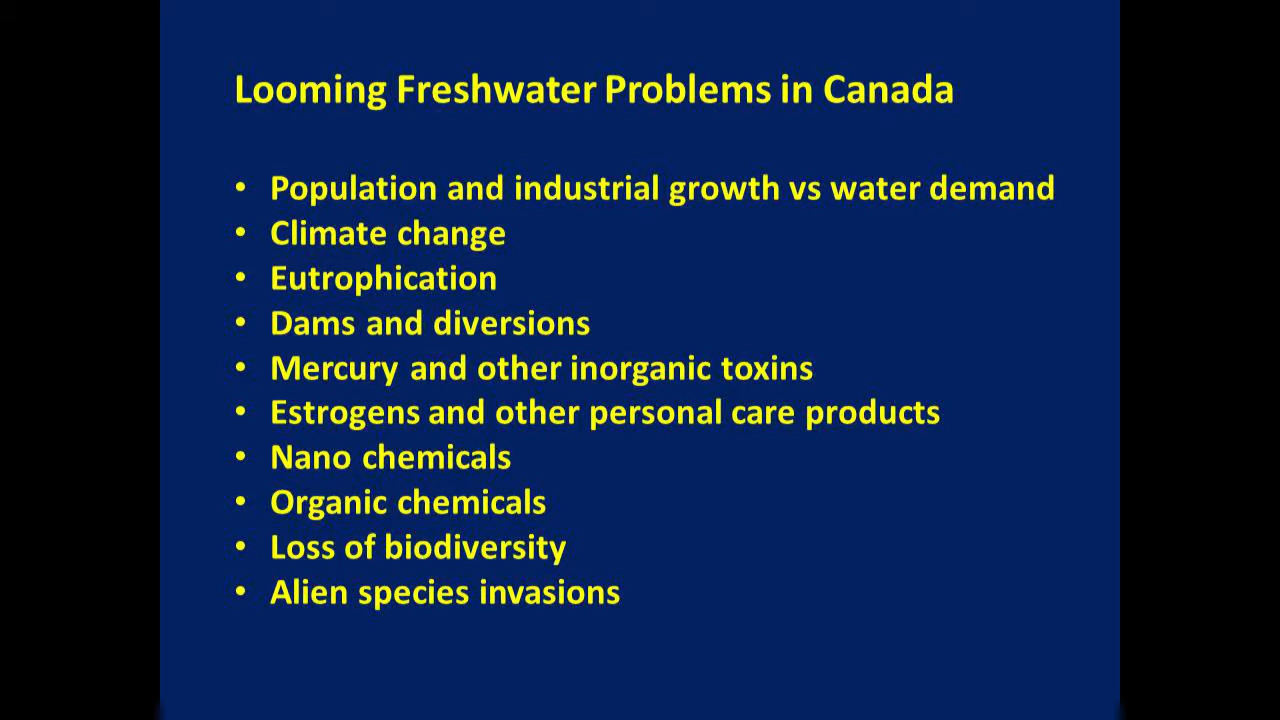 Looming Freshwater Problems in Canada
• Population and industrial growth vs water demand
• Climate change
• Eutrophication
• Dams and diversions
• Mercury and other inorganic toxins
• Estrogens and other personal care products
• Nano chemicals
• Organic chemicals
• Loss of biodiversity
• Alien species invasions